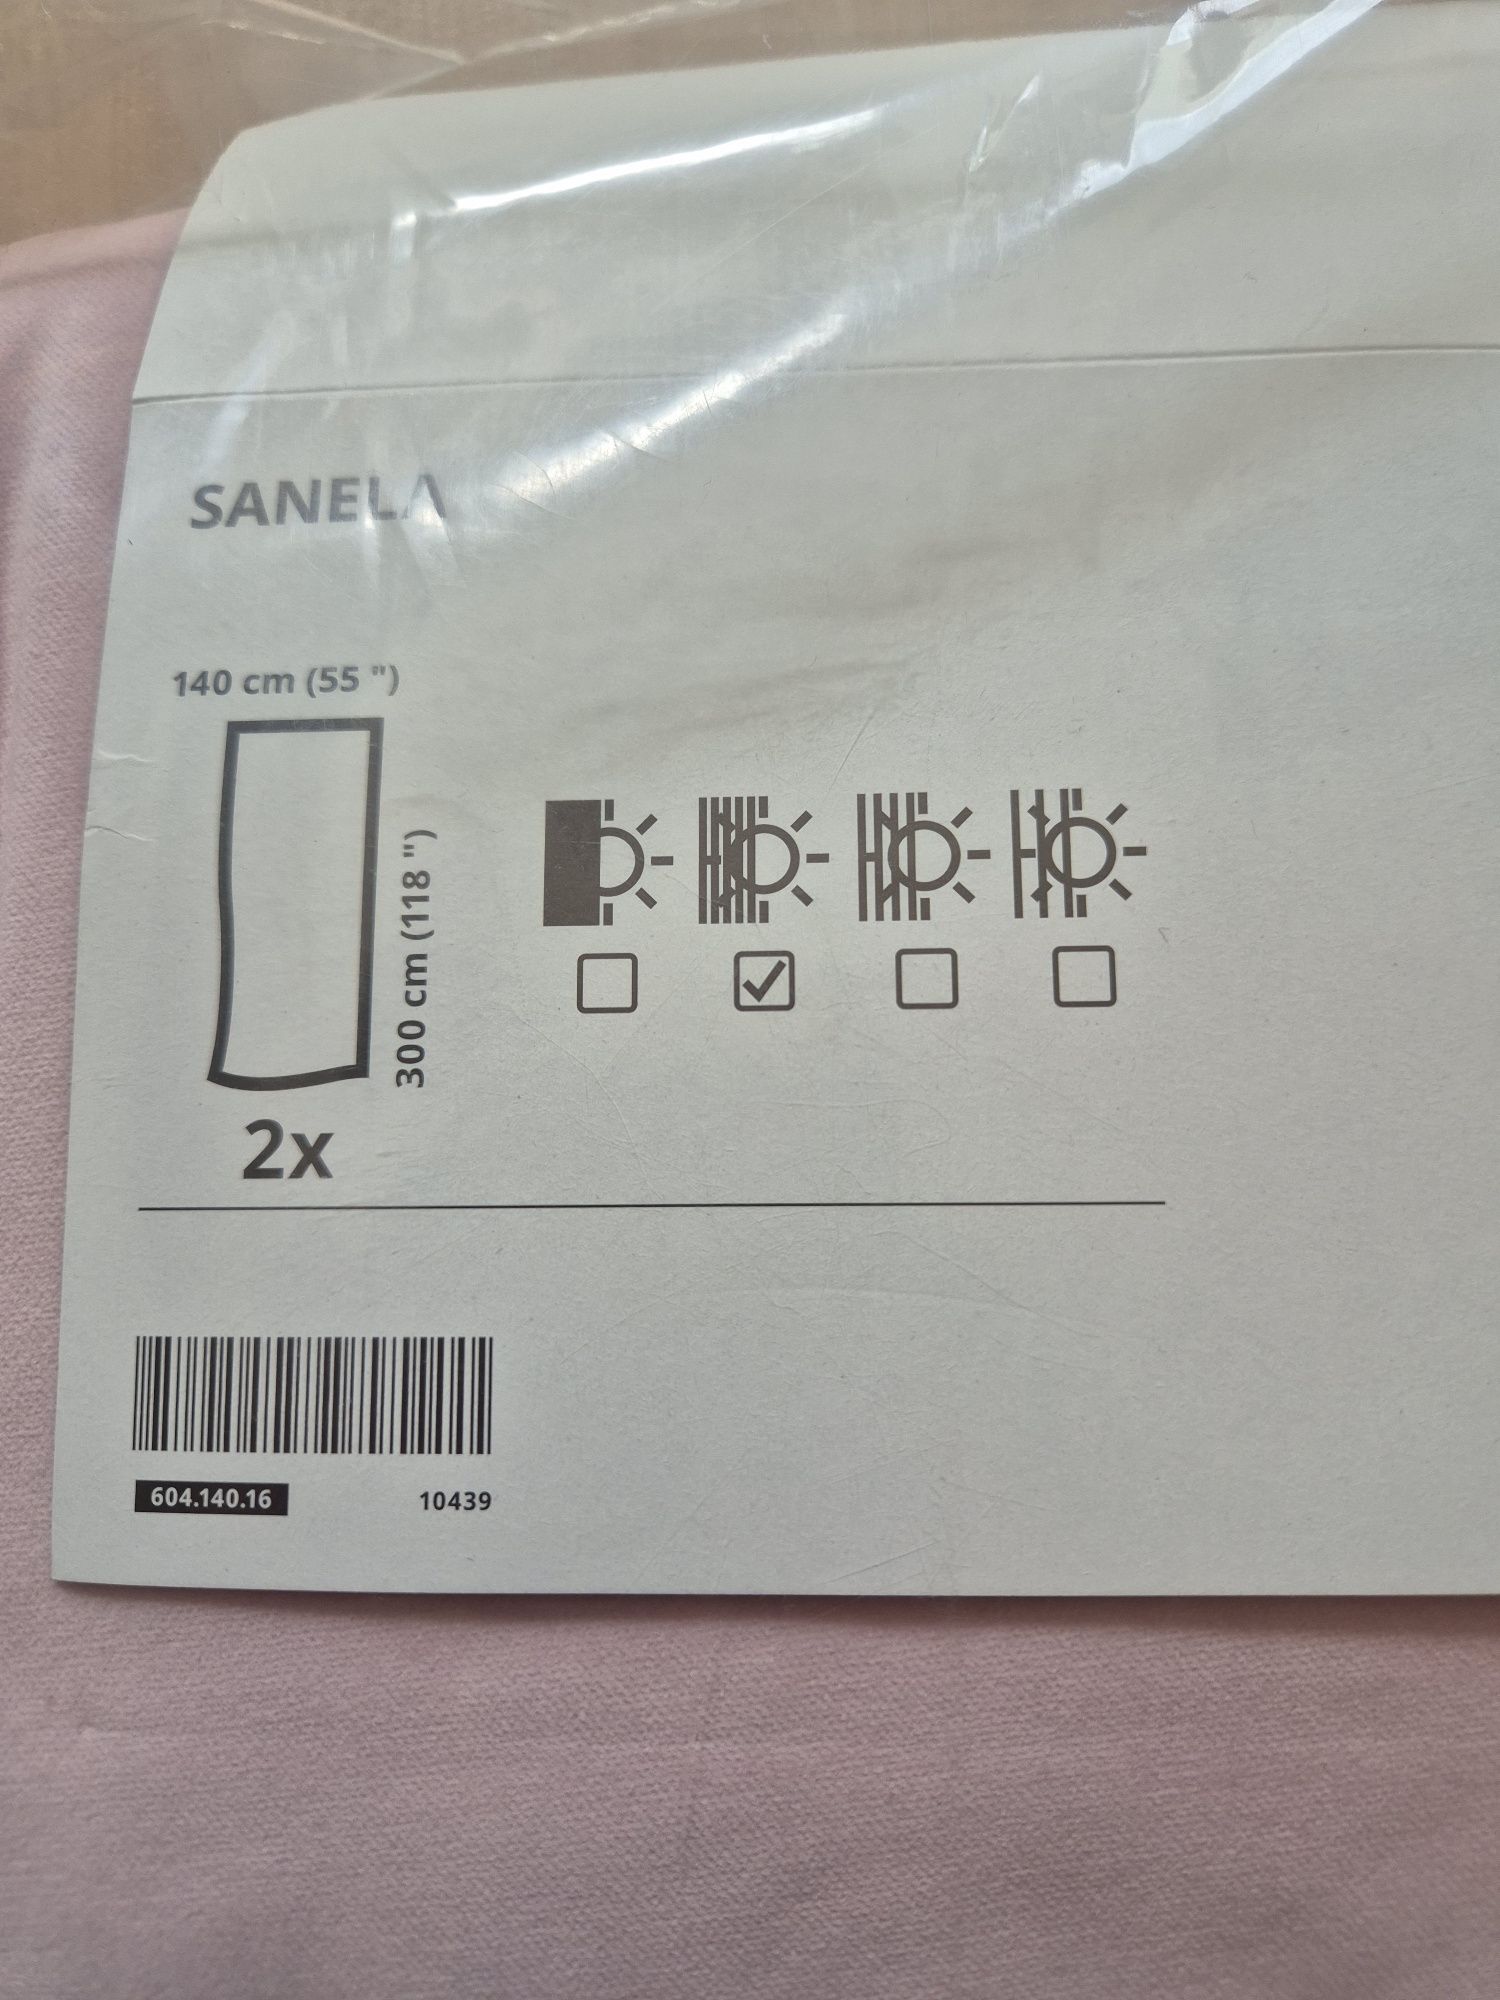 SANELA
140 cm (55 ")
300 cm (118 ")
2x
604.140.16
10439